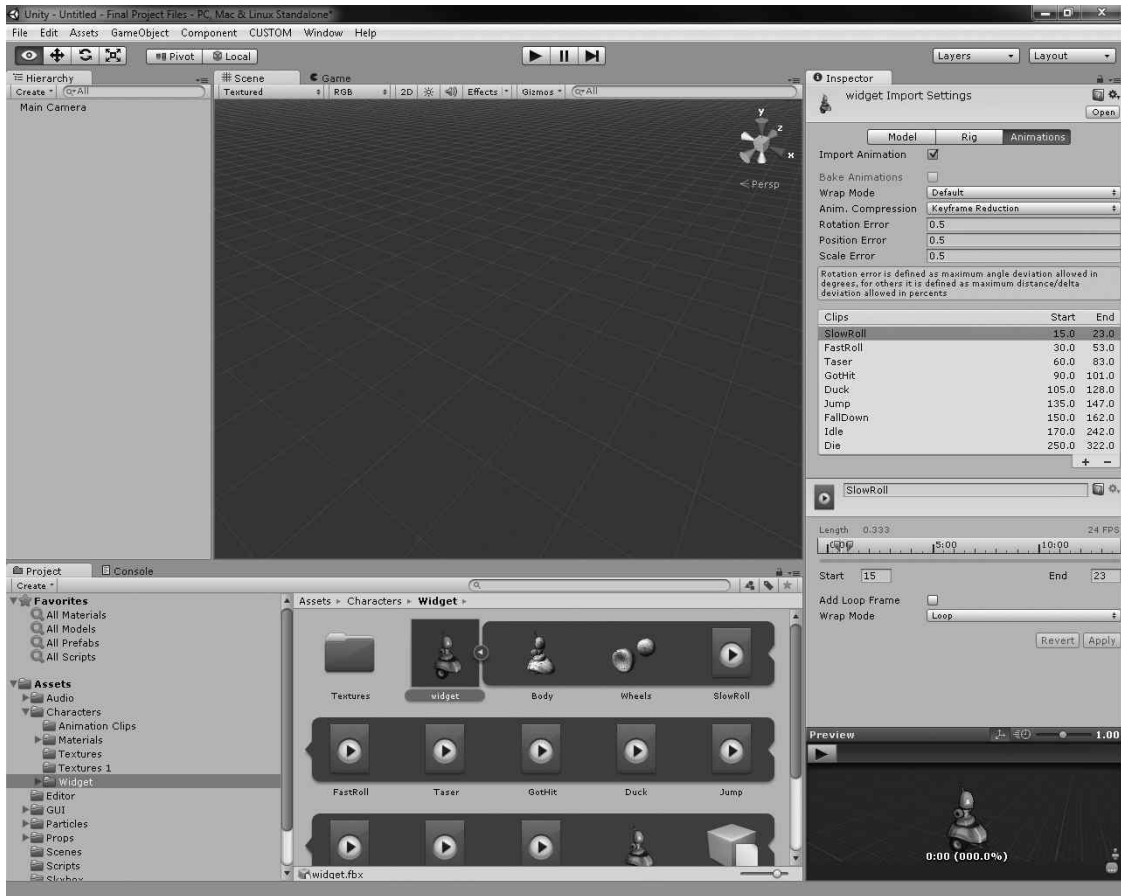 Unity - Untitled - Final Project Files - PC, Mac & Linux Standalone*
File Edit Assets GameObject Component CUSTOM Window Help
Pivot Local
Layers Layout
Hierarchy
Create All
Main Camera
Scene Game
Textured RGB 2D Effects Gizmos All
y
z
x
Persp
Inspector
widget Import Settings
Open
Model Rig Animations
Import Animation
Bake Animations
Wrap Mode Default
Anim. Compression Keyframe Reduction
Rotation Error 0.5
Position Error 0.5
Scale Error 0.5
Rotation error is defined as maximum angle deviation allowed in
degrees, for others it is defined as maximum distance/delta
deviation allowed in percents
Clips Start End
SlowRoll 15.0 23.0
FastRoll 30.0 53.0
Taser 60.0 83.0
GotHit 90.0 101.0
Duck 105.0 128.0
Jump 135.0 147.0
FallDown 150.0 162.0
Idle 170.0 242.0
Die 250.0 322.0
+ -
SlowRoll
Length 0.333 24 FPS
0:00 5:00 10:00
Start 15 End 23
Add Loop Frame
Wrap Mode Loop
Revert Apply
Preview 1.00
0:00 (000.0%)
Project Console
Create
Favorites
All Materials
All Models
All Prefabs
All Scripts
Assets
Audio
Characters
Animation Clips
Materials
Textures
Textures 1
Widget
Editor
GUI
Particles
Props
Scenes
Scripts
Skybox
Assets Characters Widget
Textures widget Body Wheels SlowRoll
FastRoll Taser GotHit Duck Jump
widget.fbx